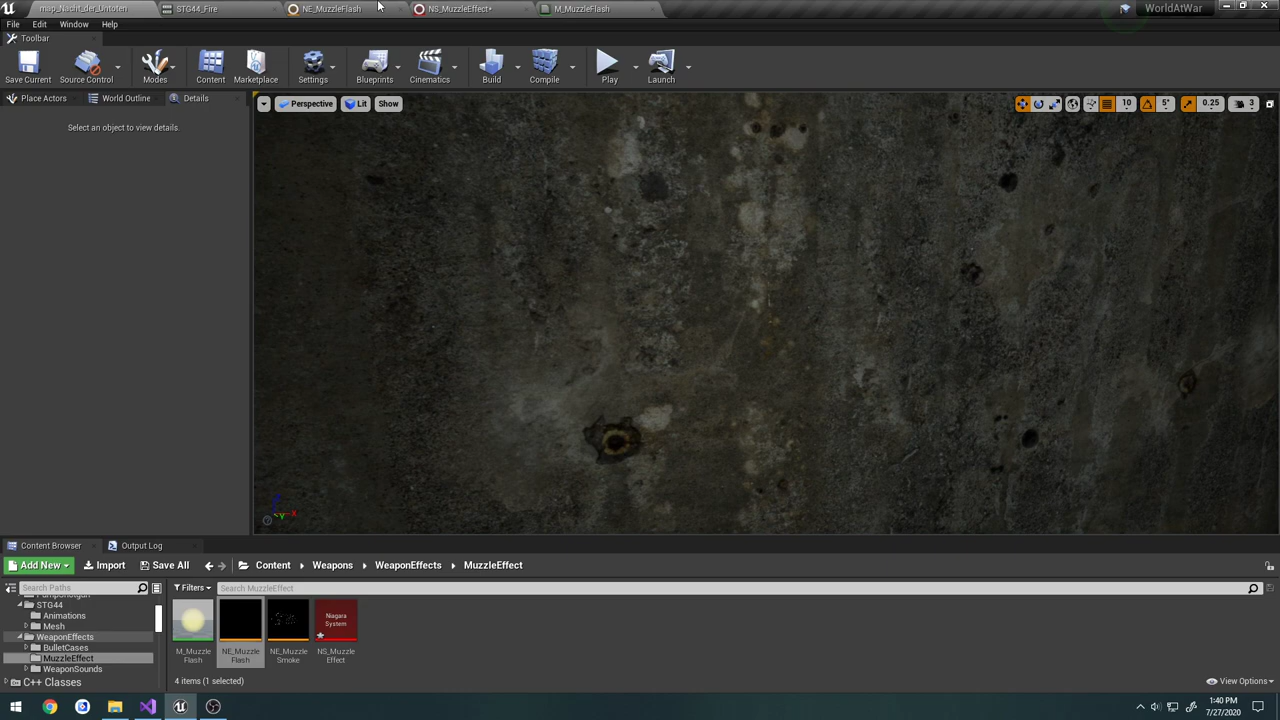 map_Nacht_der_Untoten
STG44_Fire
NE_MuzzleFlash
NS_MuzzleEffect*
M_MuzzleFlash
WorldAtWar
File
Edit
Window
Help
Toolbar
Save Current
Source Control
Modes
Content
Marketplace
Settings
Blueprints
Cinematics
Build
Compile
Play
Launch
Place Actors
World Outline
Details
Select an object to view details.
Perspective
Lit
Show
10
5°
0.25
3
Content Browser
Output Log
Add New
Import
Save All
Content
Weapons
WeaponEffects
MuzzleEffect
Search Paths
Filters
Search MuzzleEffect
STG44
Animations
Mesh
WeaponEffects
BulletCases
MuzzleEffect
WeaponSounds
C++ Classes
Niagara
System
M_Muzzle
Flash
NE_Muzzle
Flash
NE_Muzzle
Smoke
NS_Muzzle
Effect
4 items (1 selected)
View Options
1:40 PM
7/27/2020